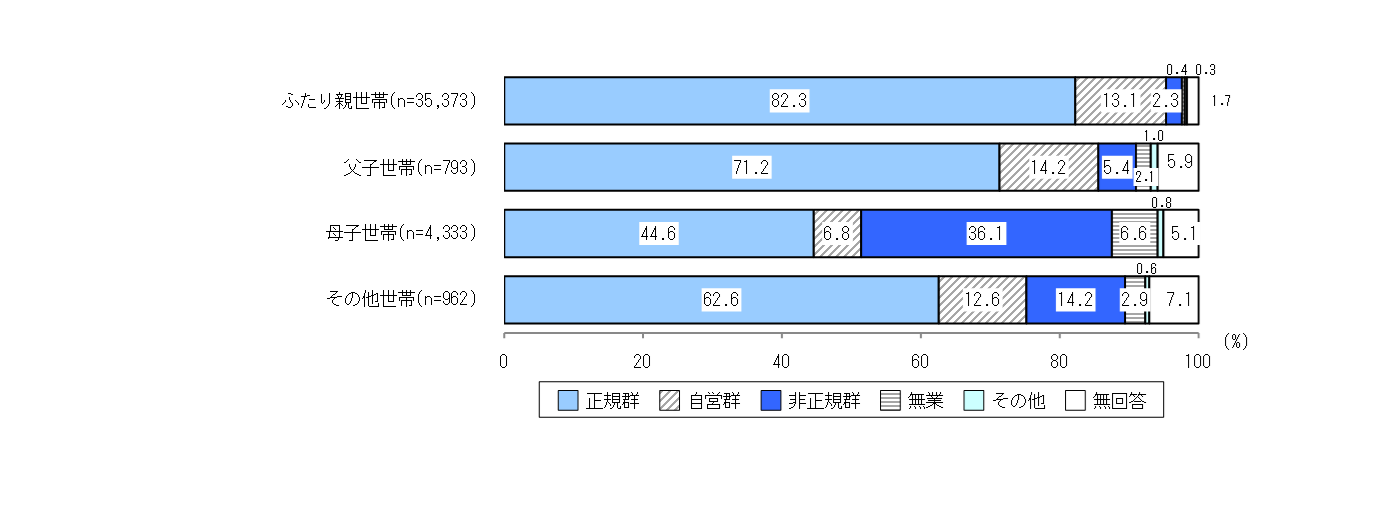 0.4 0.3
ふたり親世帯(n=35,373) 82.3 13.1 2.3 1.7
1.0
父子世帯(n=793) 71.2 14.2 5.4 2.1 5.9
0.8
母子世帯(n=4,333) 44.6 6.8 36.1 6.6 5.1
0.6
その他世帯(n=962) 62.6 12.6 14.2 2.9 7.1
(%)
0 20 40 60 80 100
正規群 自営群 非正規群 無業 その他 無回答